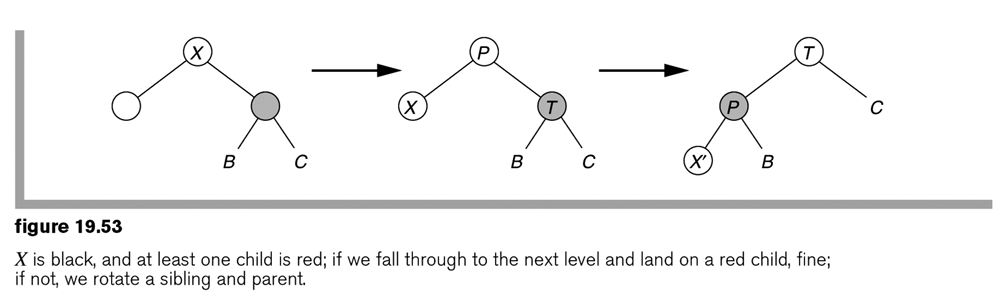 X P T
X T P C
B C B C X′ B
figure 19.53
X is black, and at least one child is red; if we fall through to the next level and land on a red child, fine;
if not, we rotate a sibling and parent.